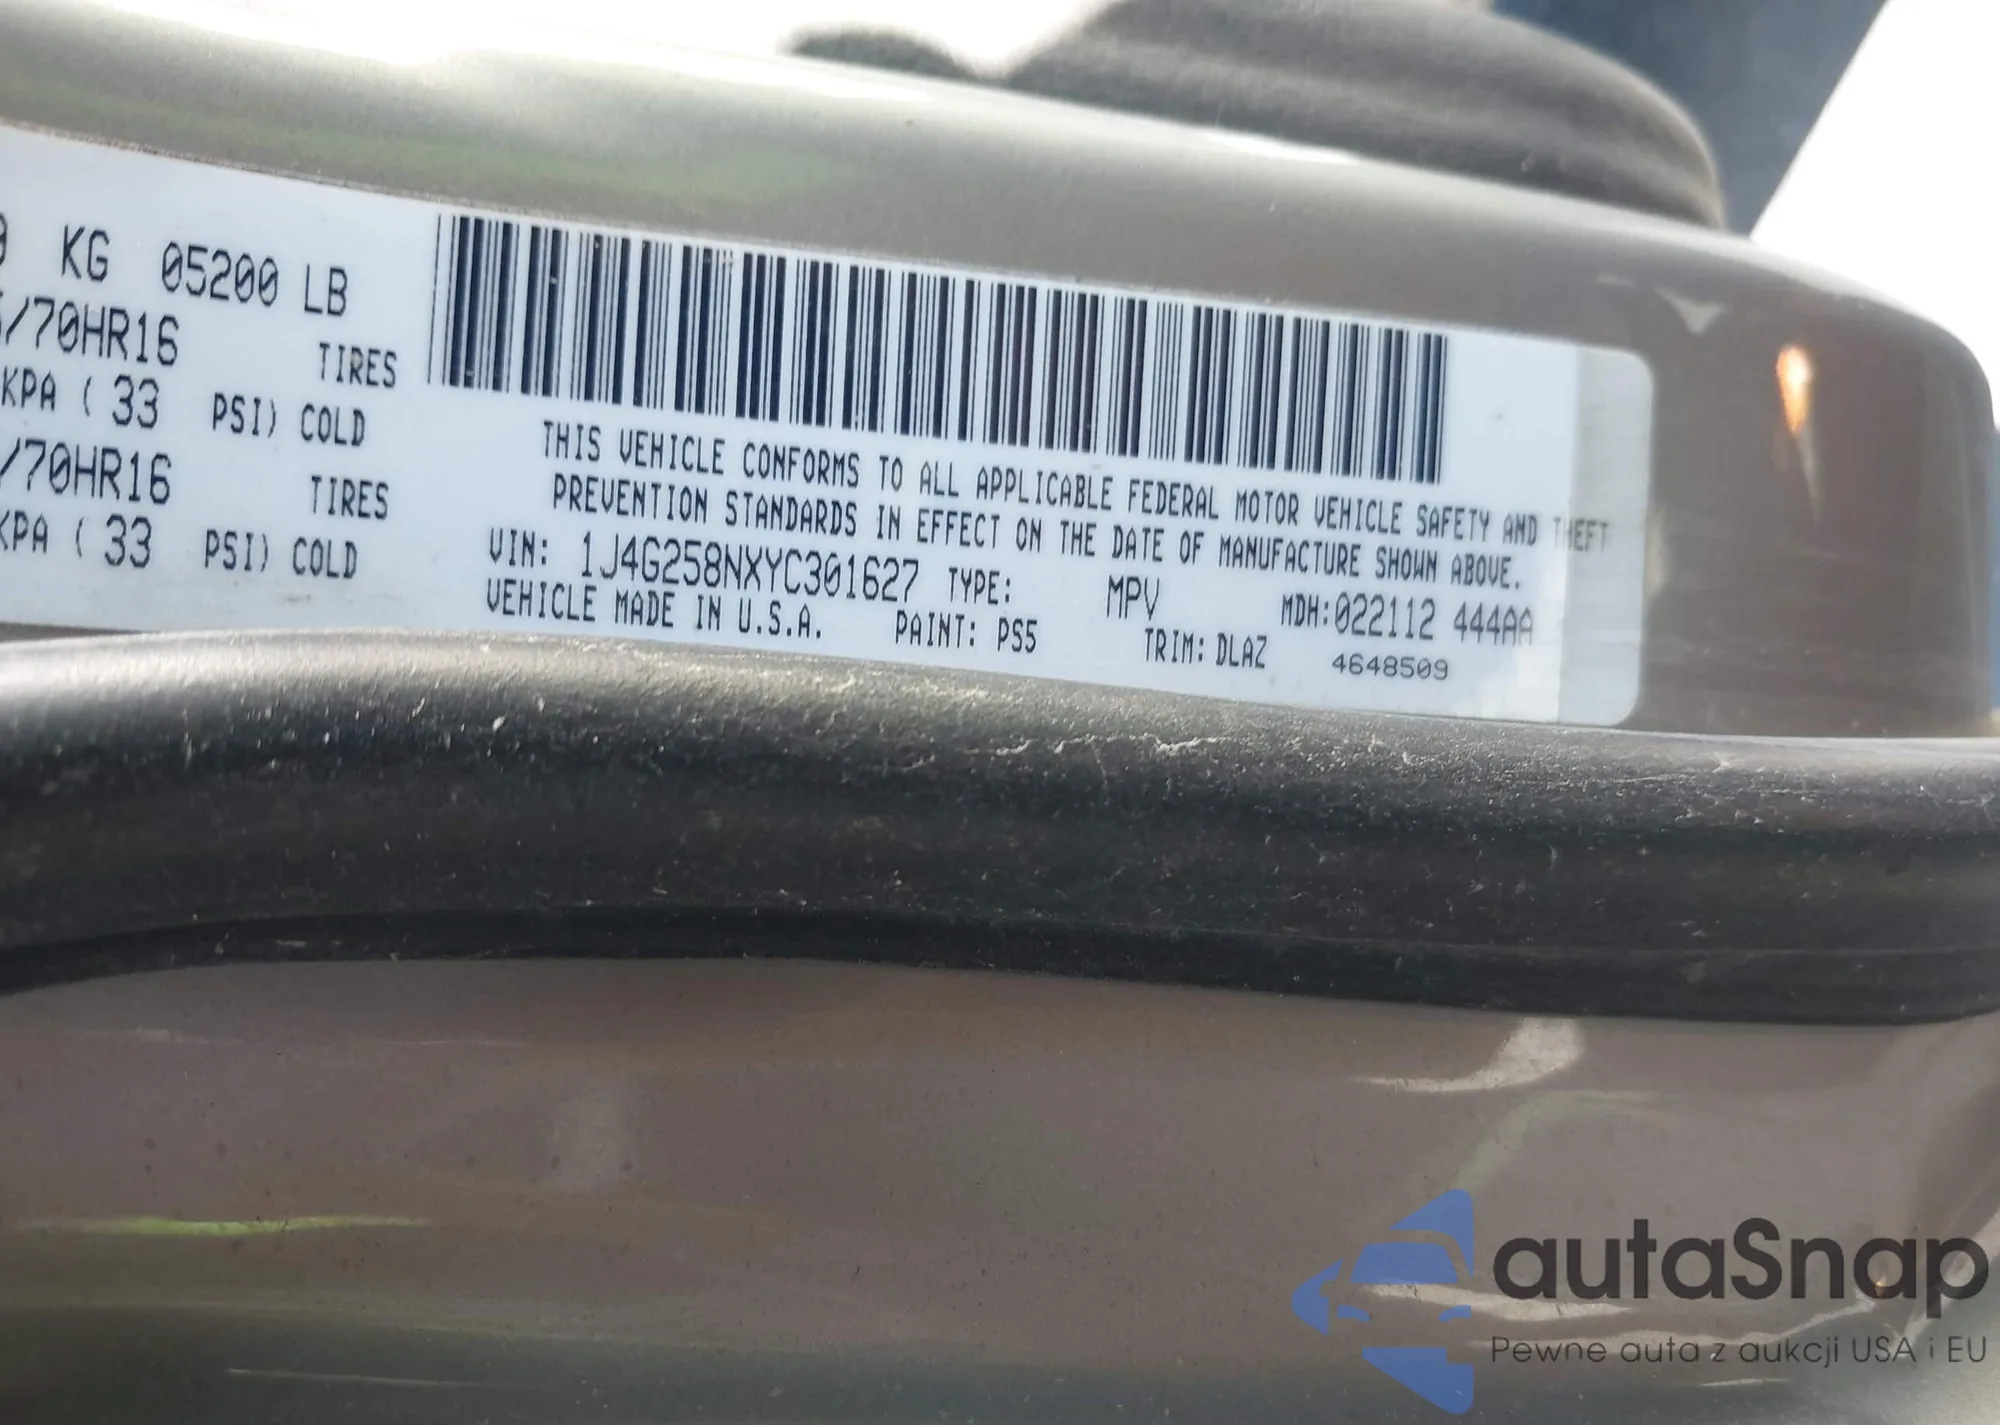 KG 05200 LB
/70HR16 TIRES
KPA ( 33 PSI) COLD
/70HR16 TIRES
KPA ( 33 PSI) COLD
THIS VEHICLE CONFORMS TO ALL APPLICABLE FEDERAL MOTOR VEHICLE SAFETY AND THEFT
PREVENTION STANDARDS IN EFFECT ON THE DATE OF MANUFACTURE SHOWN ABOVE.
VIN: 1J4G258NXYC301627 TYPE: MPV MDH:022112 444AA
VEHICLE MADE IN U.S.A. PAINT: PS5 TRIM: DLAZ 4648509
autaSnap
Pewne auta z aukcji USA i EU